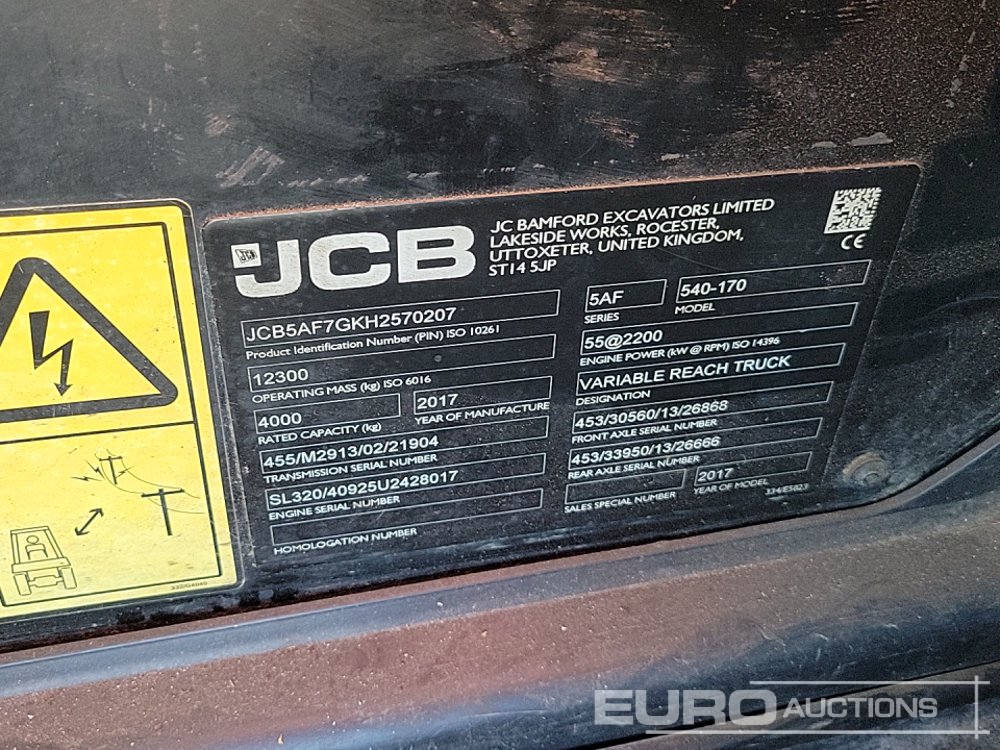 JCB
JC BAMFORD EXCAVATORS LIMITED
LAKESIDE WORKS, ROCESTER,
UTTOXETER, UNITED KINGDOM,
ST14 5JP
CE
JCB5AF7GKH2570207
Product Identification Number (PIN) ISO 10261
12300
OPERATING MASS (kg) ISO 6016
4000
RATED CAPACITY (kg)
2017
YEAR OF MANUFACTURE
455/M2913/02/21904
TRANSMISSION SERIAL NUMBER
SL320/40925U2428017
ENGINE SERIAL NUMBER
HOMOLOGATION NUMBER
5AF
SERIES
540-170
MODEL
55@2200
ENGINE POWER (kW @ RPM) ISO 14396
VARIABLE REACH TRUCK
DESIGNATION
453/30560/13/26868
FRONT AXLE SERIAL NUMBER
453/33950/13/26666
REAR AXLE SERIAL NUMBER
SALES SPECIAL NUMBER
2017
YEAR OF MODEL
334/E5823
332/G4040
EURO AUCTIONS